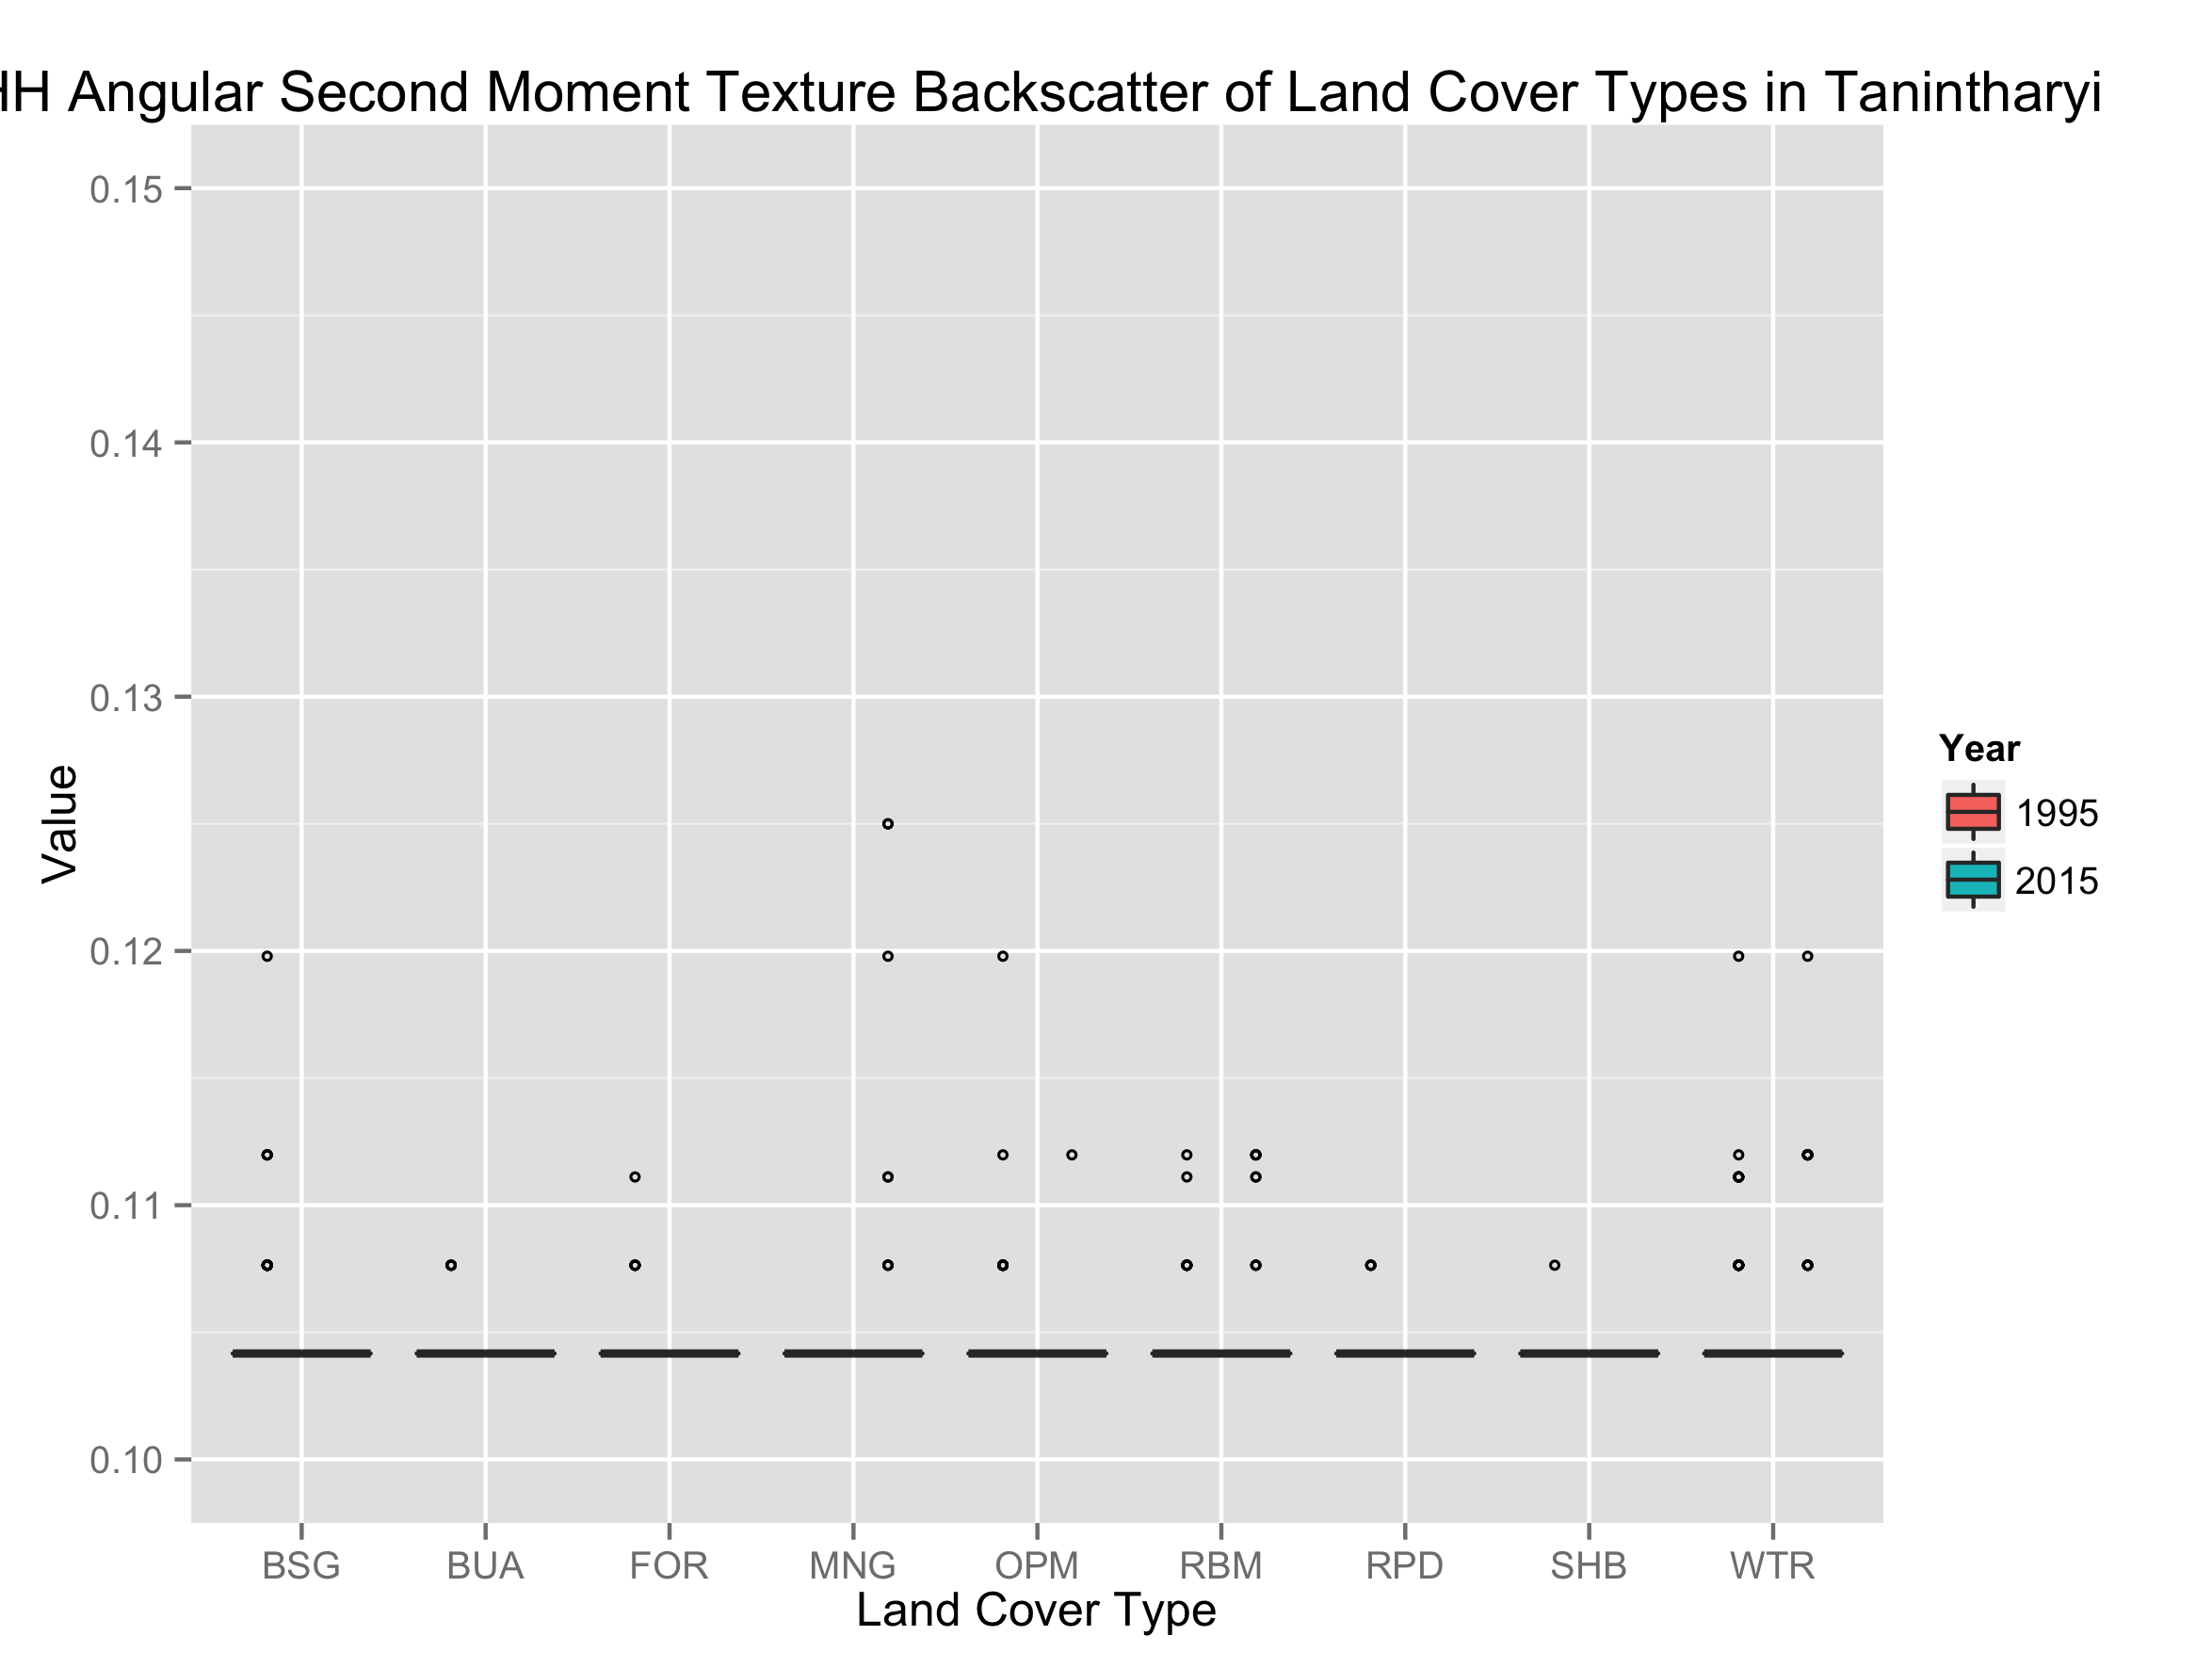 HH Angular Second Moment Texture Backscatter of Land Cover Types in Tanintharyi
0.15
0.14
0.13
0.12
0.11
0.10
Value
BSG BUA FOR MNG OPM RBM RPD SHB WTR
Land Cover Type
Year
1995
2015